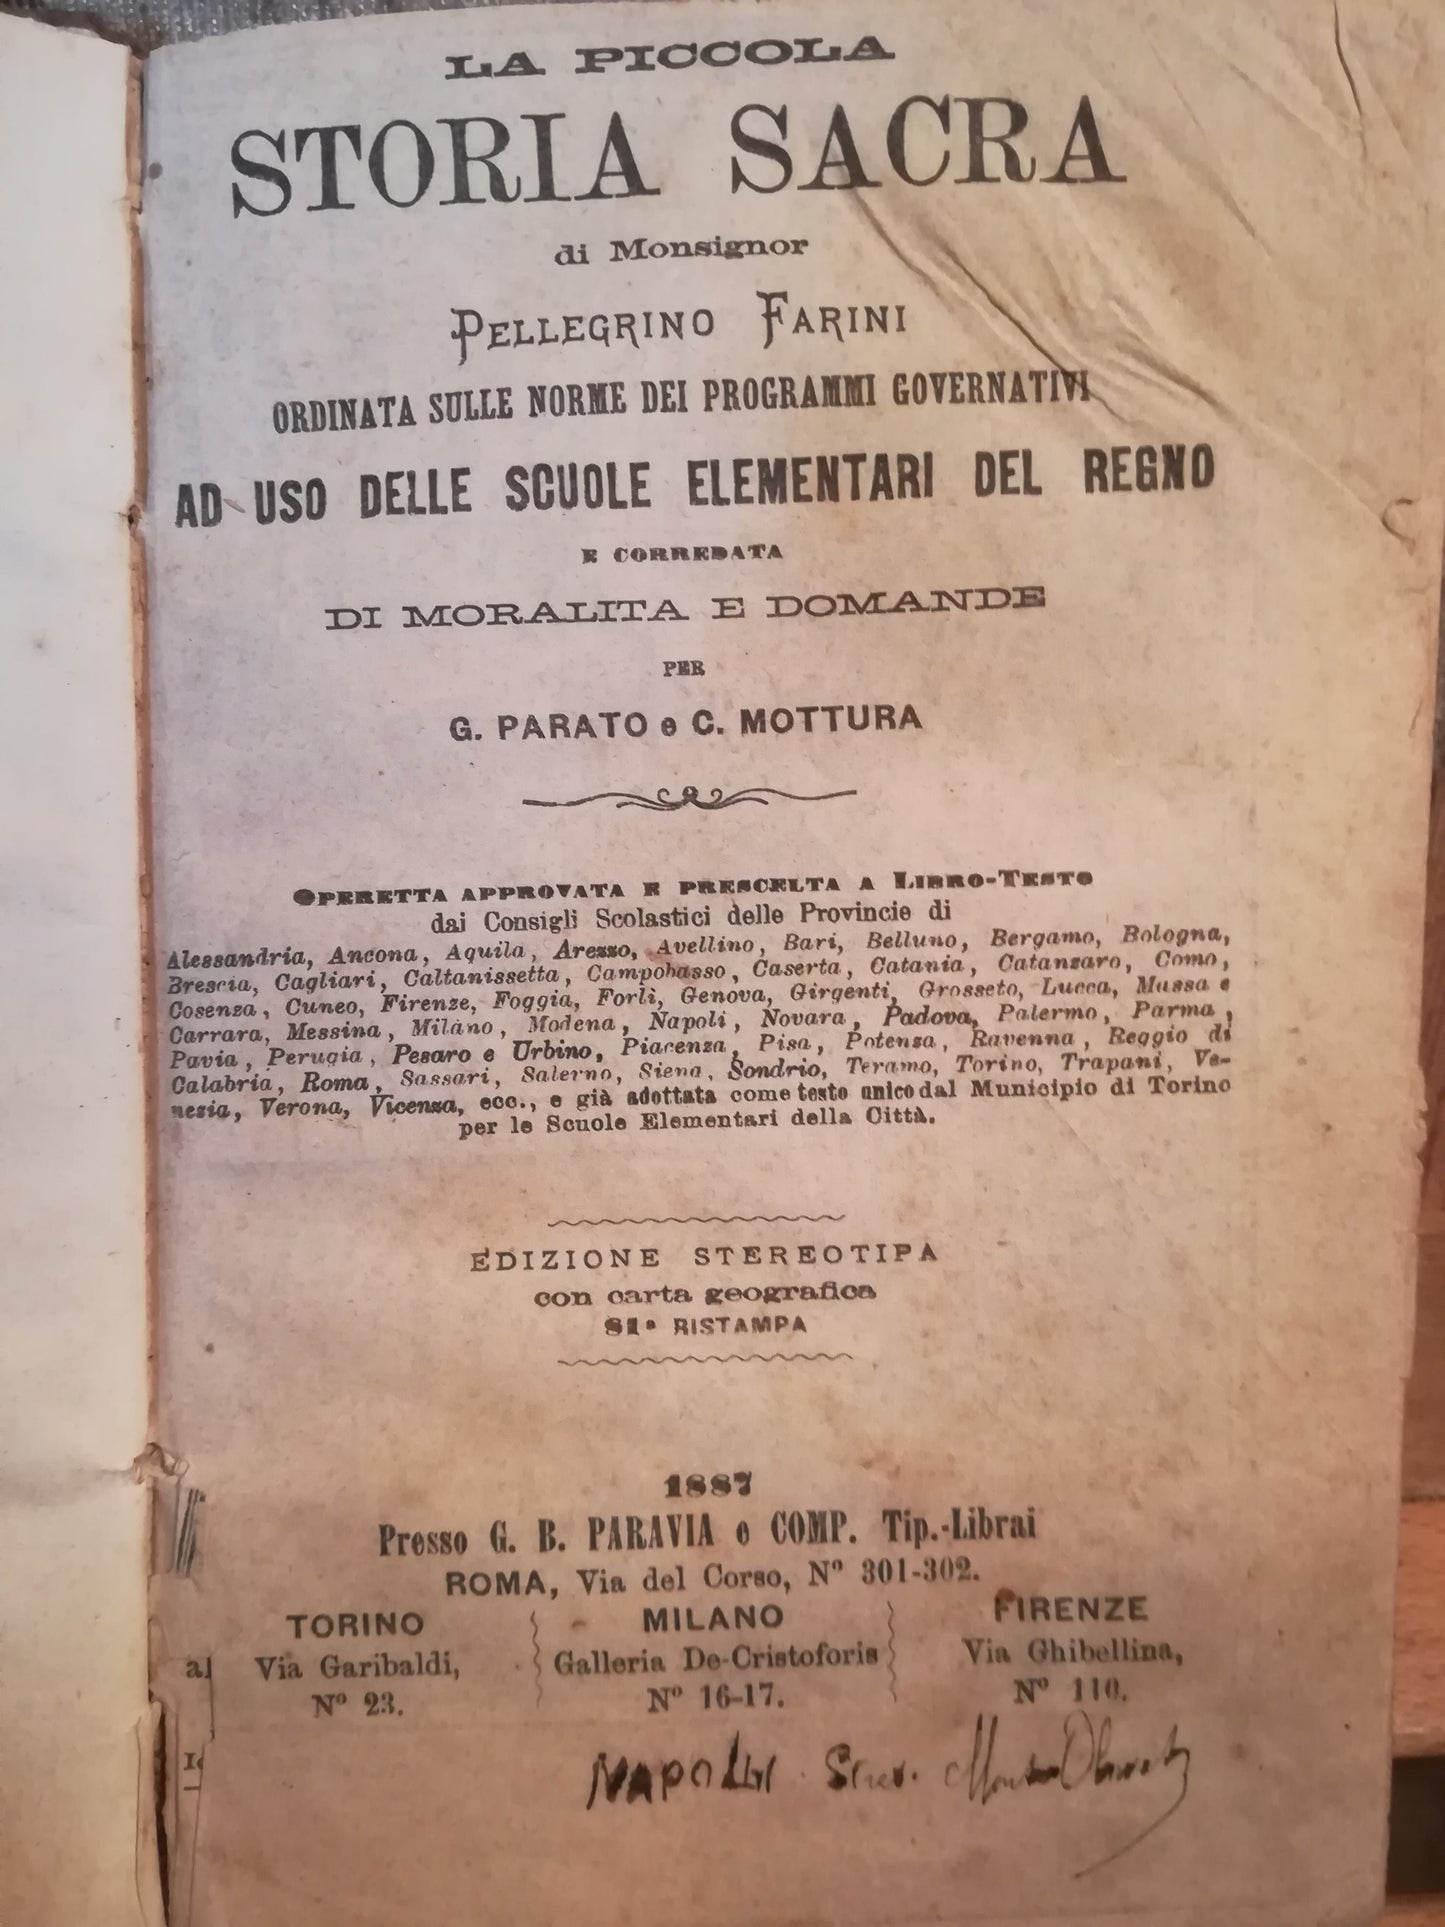 LA PICCOLA
STORIA SACRA
di Monsignor
PELLEGRINO FARINI
ORDINATA SULLE NORME DEI PROGRAMMI GOVERNATIVI
AD USO DELLE SCUOLE ELEMENTARI DEL REGNO
E CORREDATA
DI MORALITA E DOMANDE
PER
G. PARATO e C. MOTTURA
OPERETTA APPROVATA E PRESCELTA A LIBRO-TESTO
dai Consigli Scolastici delle Provincie di
Alessandria, Ancona, Aquila, Arezzo, Avellino, Bari, Belluno, Bergamo, Bologna,
Brescia, Cagliari, Caltanissetta, Campobasso, Caserta, Catania, Catanzaro, Como,
Cosenza, Cuneo, Firenze, Foggia, Forlì, Genova, Girgenti, Grosseto, Lucca, Massa e
Carrara, Messina, Milano, Modena, Napoli, Novara, Padova, Palermo, Parma,
Pavia, Perugia, Pesaro e Urbino, Piacenza, Pisa, Potenza, Ravenna, Reggio di
Calabria, Roma, Sassari, Salerno, Siena, Sondrio, Teramo, Torino, Trapani, Ve-
nezia, Verona, Vicenza, ecc., e già adottata come testo unico dal Municipio di Torino
per le Scuole Elementari della Città.
EDIZIONE STEREOTIPA
con carta geografica
81ª RISTAMPA
1887
Presso G. B. PARAVIA e COMP. Tip.-Librai
ROMA, Via del Corso, Nº 301-302.
TORINO MILANO FIRENZE
Via Garibaldi, Galleria De-Cristoforis Via Ghibellina,
Nº 23. Nº 16-17. Nº 110.